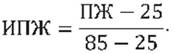 ИПЖ = ПЖ − 25 / 85 − 25.